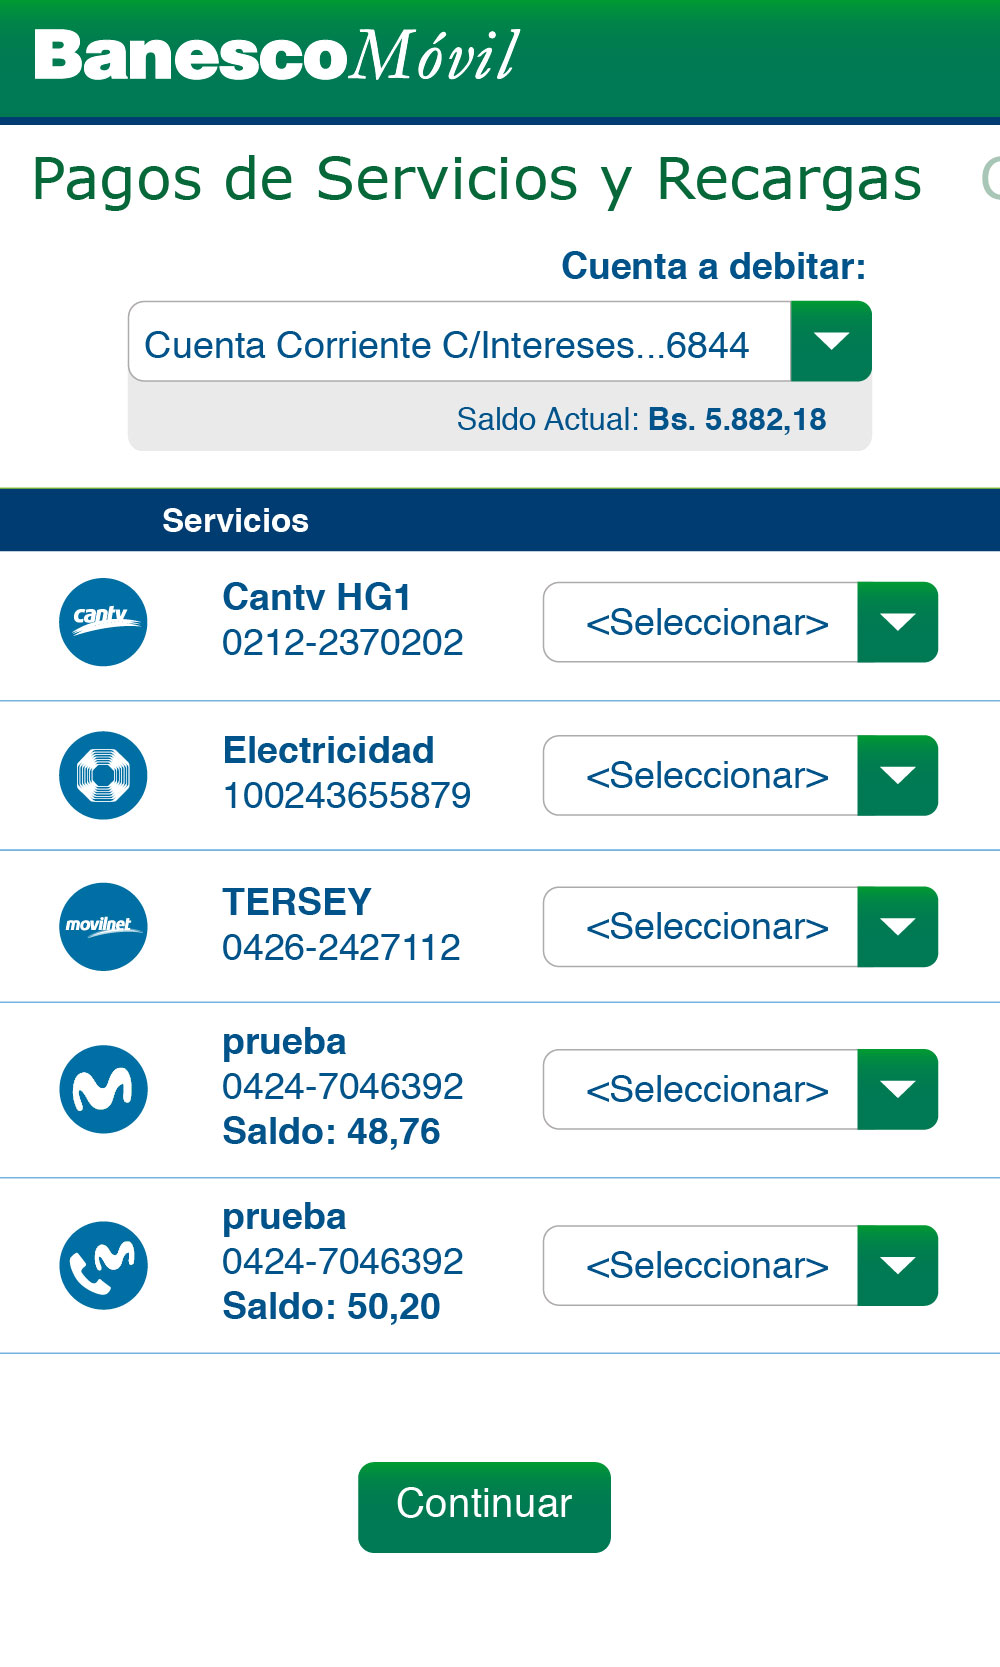 Banesco Móvil
Pagos de Servicios y Recargas
Cuenta a debitar:
Cuenta Corriente C/Intereses...6844
Saldo Actual: Bs. 5.882,18
Servicios
cantv
Cantv HG1
0212-2370202
<Seleccionar>
Electricidad
100243655879
<Seleccionar>
movilnet
TERSEY
0426-2427112
<Seleccionar>
prueba
0424-7046392
Saldo: 48,76
<Seleccionar>
prueba
0424-7046392
Saldo: 50,20
<Seleccionar>
Continuar